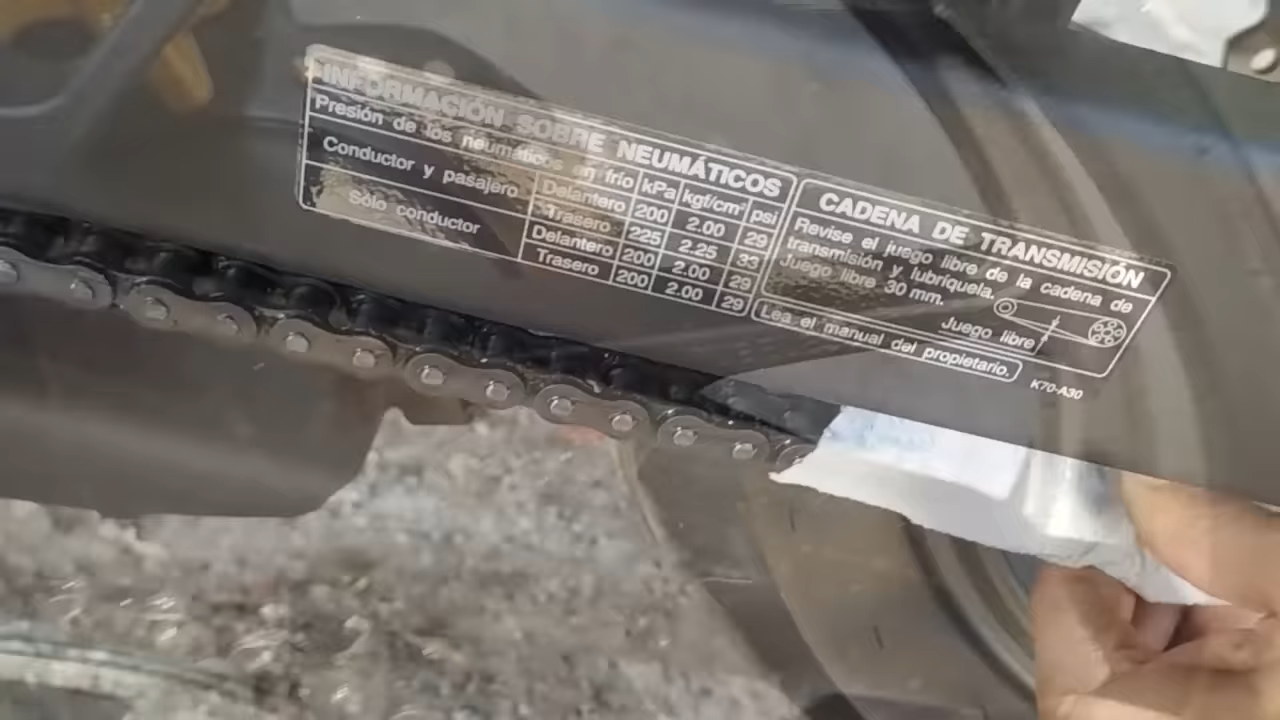 INFORMACIÓN SOBRE NEUMÁTICOS
Presión de los neumáticos en frío kPa kgf/cm² psi
Conductor y pasajero Delantero 200 2.00 29
Trasero 225 2.25 33
Sólo conductor Delantero 200 2.00 29
Trasero 200 2.00 29
CADENA DE TRANSMISIÓN
Revise el juego libre de la cadena de
transmisión y lubríquela.
Juego libre 30 mm.
Juego libre
Lea el manual del propietario.
K70-A30